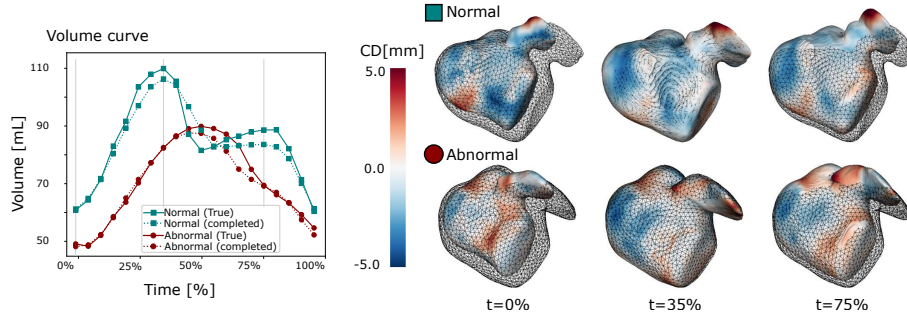 Volume curve
Volume [mL]
110
90
70
50
0%
25%
50%
75%
100%
Time [%]
Normal (True)
Normal (completed)
Abnormal (True)
Abnormal (completed)
CD[mm]
5.0
0.0
-5.0
Normal
Abnormal
t=0%
t=35%
t=75%